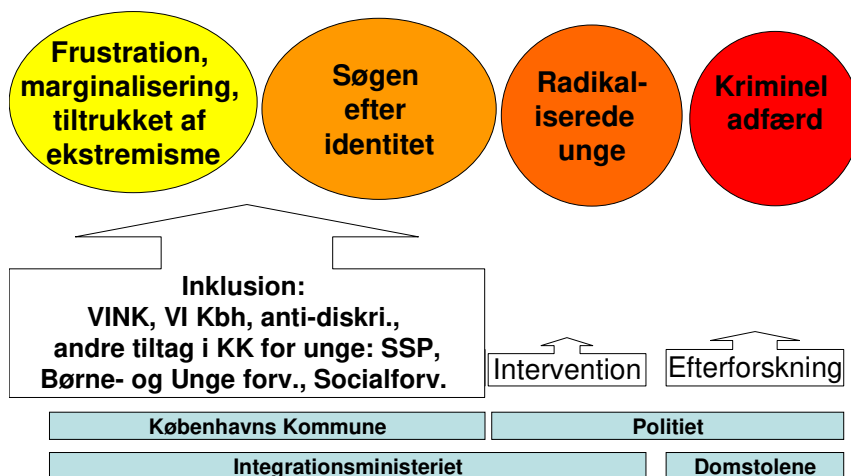 Frustration,
marginalisering,
tiltrukket af
ekstremisme
Søgen
efter
identitet
Radikal-
iserede
unge
Kriminel
adfærd
Inklusion:
VINK, VI Kbh, anti-diskri.,
andre tiltag i KK for unge: SSP,
Børne- og Unge forv., Socialforv.
Intervention
Efterforskning
Københavns Kommune
Politiet
Integrationsministeriet
Domstolene